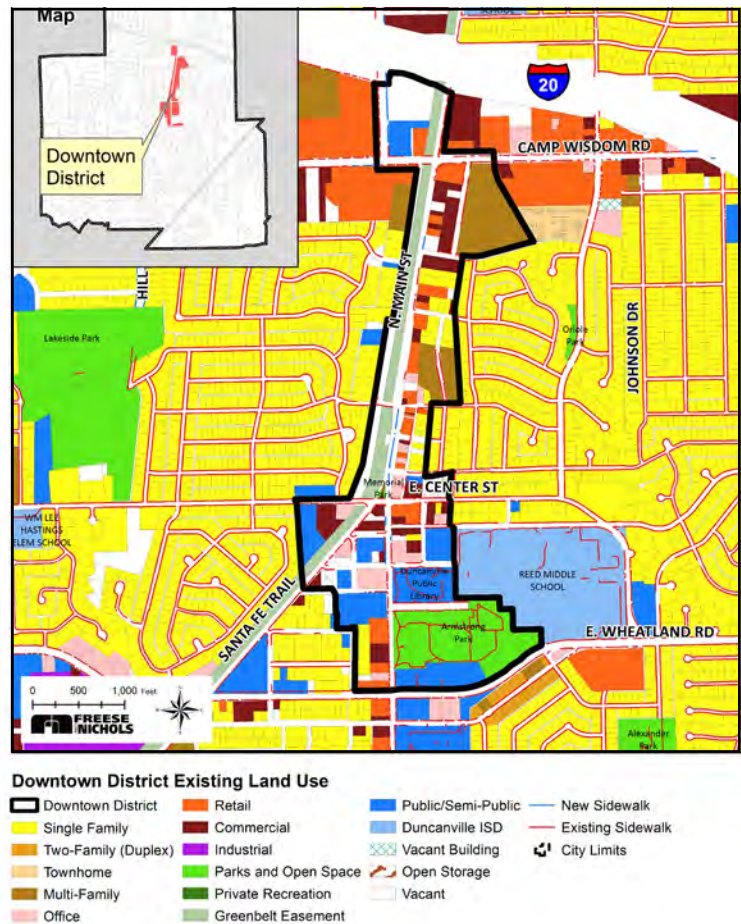 Map
SCHOOL
20
CAMP WISDOM RD
Downtown
District
HILL
N. MAIN ST
Lakeside Park
Oriole
Park
JOHNSON DR
Memorial
Park
E. CENTER ST
WM LEE
HASTINGS
ELEM SCHOOL
Duncanville
Public
Library
REED MIDDLE
SCHOOL
SANTA FE TRAIL
Armstrong
Park
E. WHEATLAND RD
0 500 1,000 Feet
FREESE
NICHOLS
Alexander
Park
Downtown District Existing Land Use
Downtown District
Single Family
Two-Family (Duplex)
Townhome
Multi-Family
Office
Retail
Commercial
Industrial
Parks and Open Space
Private Recreation
Greenbelt Easement
Public/Semi-Public
Duncanville ISD
Vacant Building
Open Storage
Vacant
New Sidewalk
Existing Sidewalk
City Limits